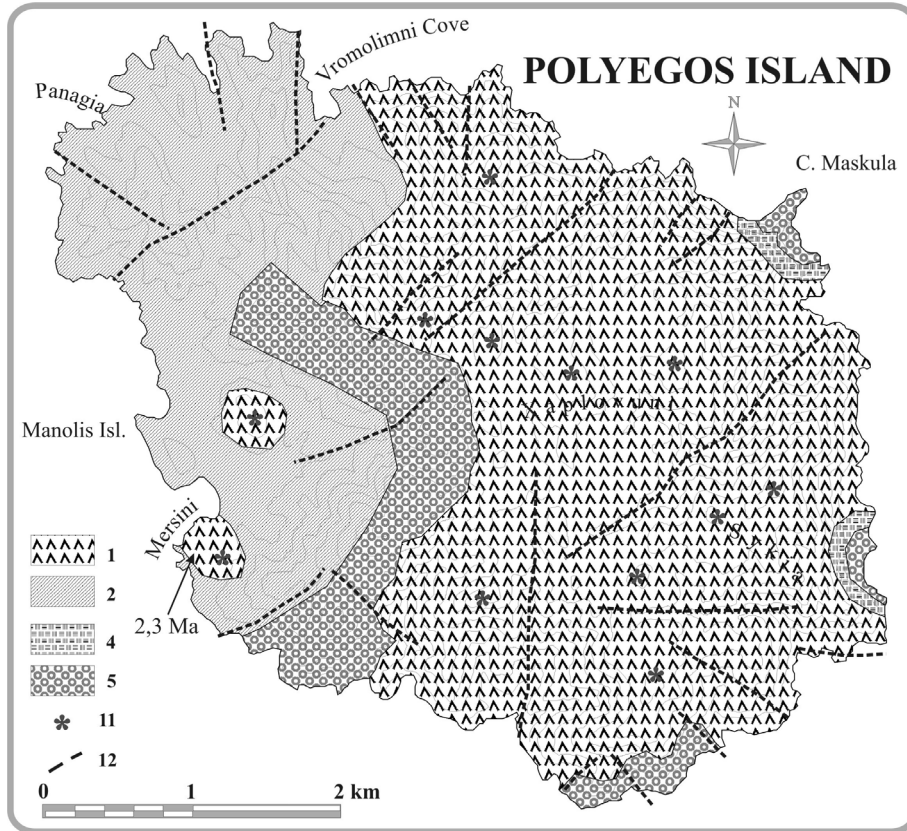 POLYEGOS ISLAND
Vromolimni Cove
Panagia
N
C. Maskula
Xaplovuni
Manolis Isl.
Mersini
2,3 Ma
1
2
4
5
11
12
0 1 2 km